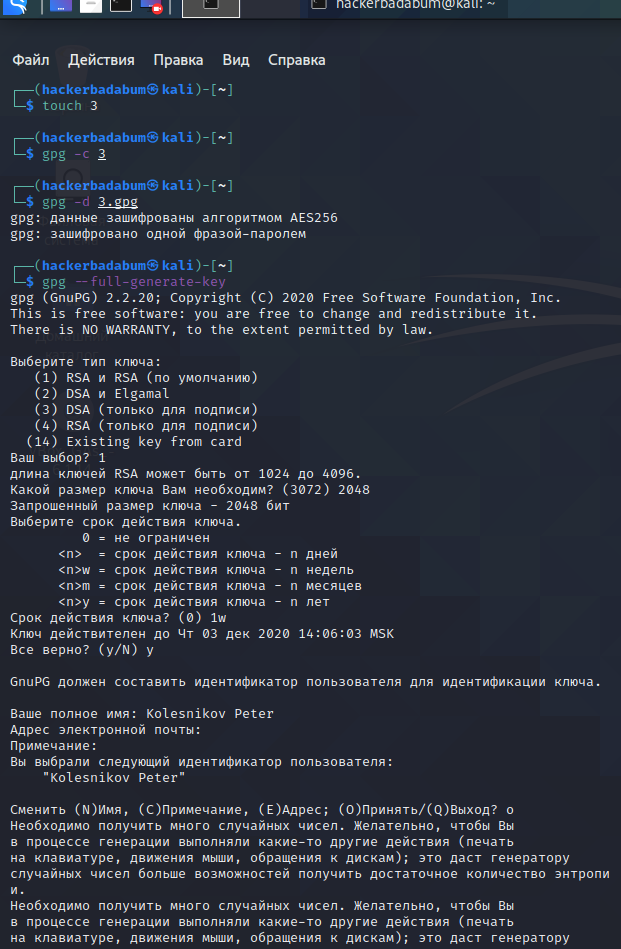 hackerbadabum@kali: ~
Файл Действия Правка Вид Справка
┌──(hackerbadabum㉿kali)-[~]
└─$ touch 3
┌──(hackerbadabum㉿kali)-[~]
└─$ gpg -c 3
┌──(hackerbadabum㉿kali)-[~]
└─$ gpg -d 3.gpg
gpg: данные зашифрованы алгоритмом AES256
gpg: зашифровано одной фразой-паролем
┌──(hackerbadabum㉿kali)-[~]
└─$ gpg --full-generate-key
gpg (GnuPG) 2.2.20; Copyright (C) 2020 Free Software Foundation, Inc.
This is free software: you are free to change and redistribute it.
There is NO WARRANTY, to the extent permitted by law.
Выберите тип ключа:
(1) RSA и RSA (по умолчанию)
(2) DSA и Elgamal
(3) DSA (только для подписи)
(4) RSA (только для подписи)
(14) Existing key from card
Ваш выбор? 1
длина ключей RSA может быть от 1024 до 4096.
Какой размер ключа Вам необходим? (3072) 2048
Запрошенный размер ключа - 2048 бит
Выберите срок действия ключа.
0 = не ограничен
<n> = срок действия ключа - n дней
<n>w = срок действия ключа - n недель
<n>m = срок действия ключа - n месяцев
<n>y = срок действия ключа - n лет
Срок действия ключа? (0) 1w
Ключ действителен до Чт 03 дек 2020 14:06:03 MSK
Все верно? (y/N) y
GnuPG должен составить идентификатор пользователя для идентификации ключа.
Ваше полное имя: Kolesnikov Peter
Адрес электронной почты:
Примечание:
Вы выбрали следующий идентификатор пользователя:
"Kolesnikov Peter"
Сменить (N)Имя, (C)Примечание, (E)Адрес; (O)Принять/(Q)Выход? o
Необходимо получить много случайных чисел. Желательно, чтобы Вы
в процессе генерации выполняли какие-то другие действия (печать
на клавиатуре, движения мыши, обращения к дискам); это даст генератору
случайных чисел больше возможностей получить достаточное количество энтропи
и.
Необходимо получить много случайных чисел. Желательно, чтобы Вы
в процессе генерации выполняли какие-то другие действия (печать
на клавиатуре, движения мыши, обращения к дискам); это даст генератору